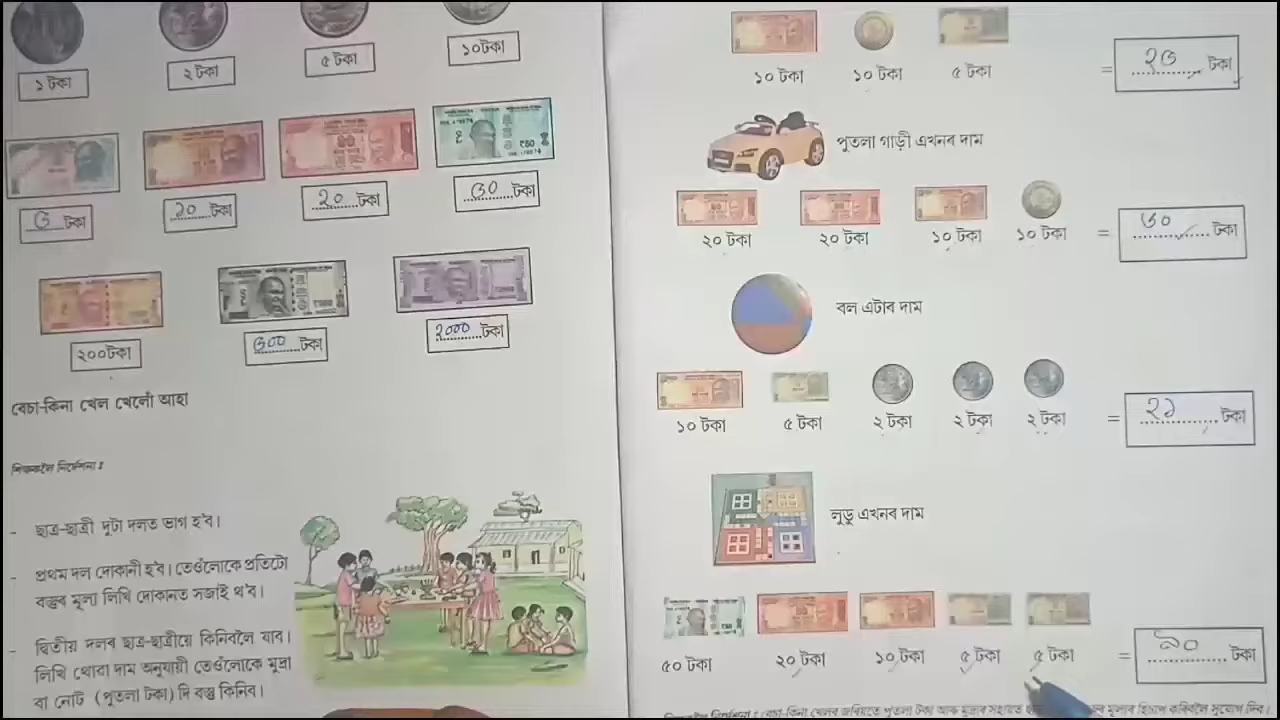 ১ টকা
২ টকা
৫ টকা
১০টকা
৫ টকা
১০ টকা
২০ টকা
৫০ টকা
২০০টকা
৫০০ টকা
২০০০ টকা
বেচা-কিনা খেল খেলোঁ আহা
শিক্ষকলৈ নিৰ্দেশনা ঃ
- ছাত্ৰ-ছাত্ৰী দুটা দলত ভাগ হ'ব।
- প্ৰথম দল দোকানী হ'ব। তেওঁলোকে প্ৰতিটো
বস্তুৰ মূল্য লিখি দোকানত সজাই থ'ব।
- দ্বিতীয় দলৰ ছাত্ৰ-ছাত্ৰীয়ে কিনিবলৈ যাব।
লিখি থোৱা দাম অনুযায়ী তেওঁলোকে মুদ্ৰা
বা নোট (পুতলা টকা) দি বস্তু কিনিব।
১০ টকা ১০ টকা ৫ টকা = ২৫ টকা
পুতলা গাড়ী এখনৰ দাম
২০ টকা ২০ টকা ১০ টকা ১০ টকা = ৬০ টকা
বল এটাৰ দাম
১০ টকা ৫ টকা ২ টকা ২ টকা ২ টকা = ২১ টকা
লুডু এখনৰ দাম
৫০ টকা ২০ টকা ১০ টকা ৫ টকা ৫ টকা = ৯০ টকা